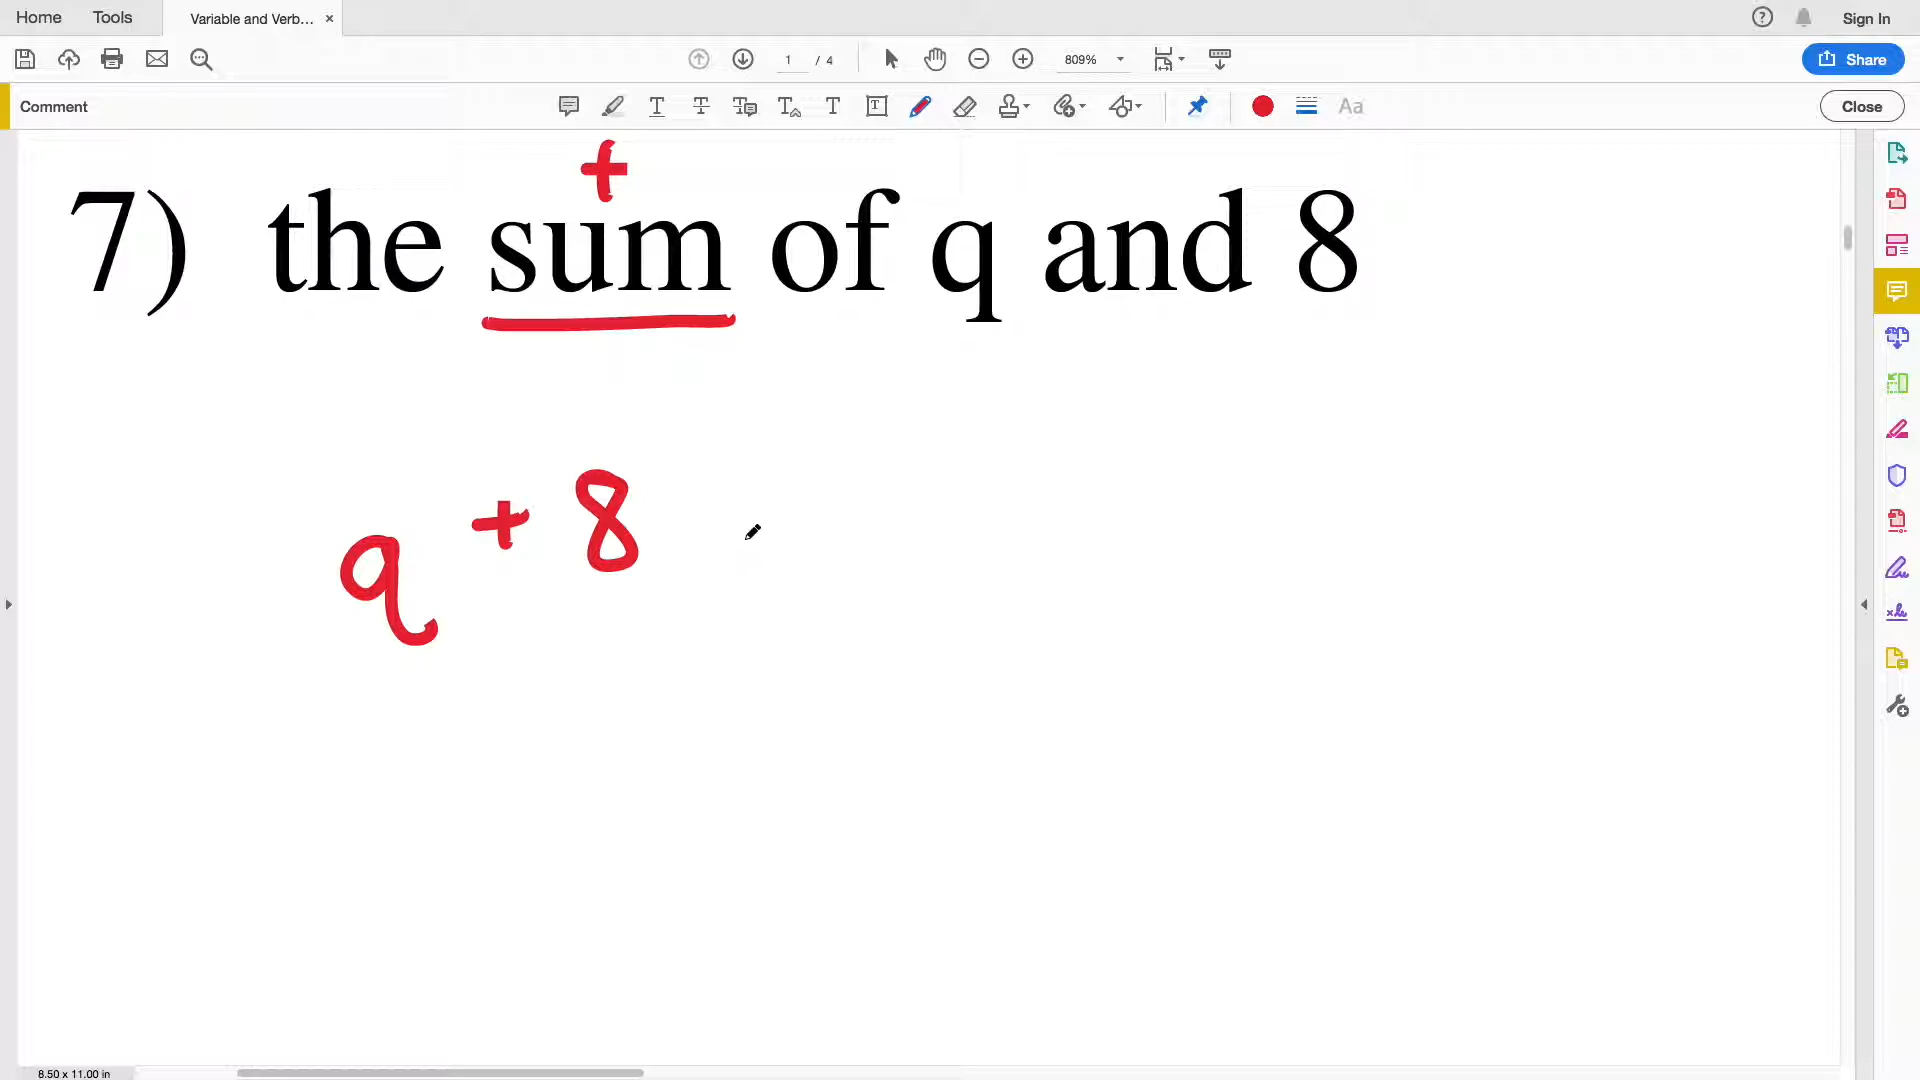 Home Tools Variable and Verb... × ? Sign In
1 / 4 809% Share
Comment T T T T T T Aa Close
+
7) the sum of q and 8
q + 8
8.50 x 11.00 in